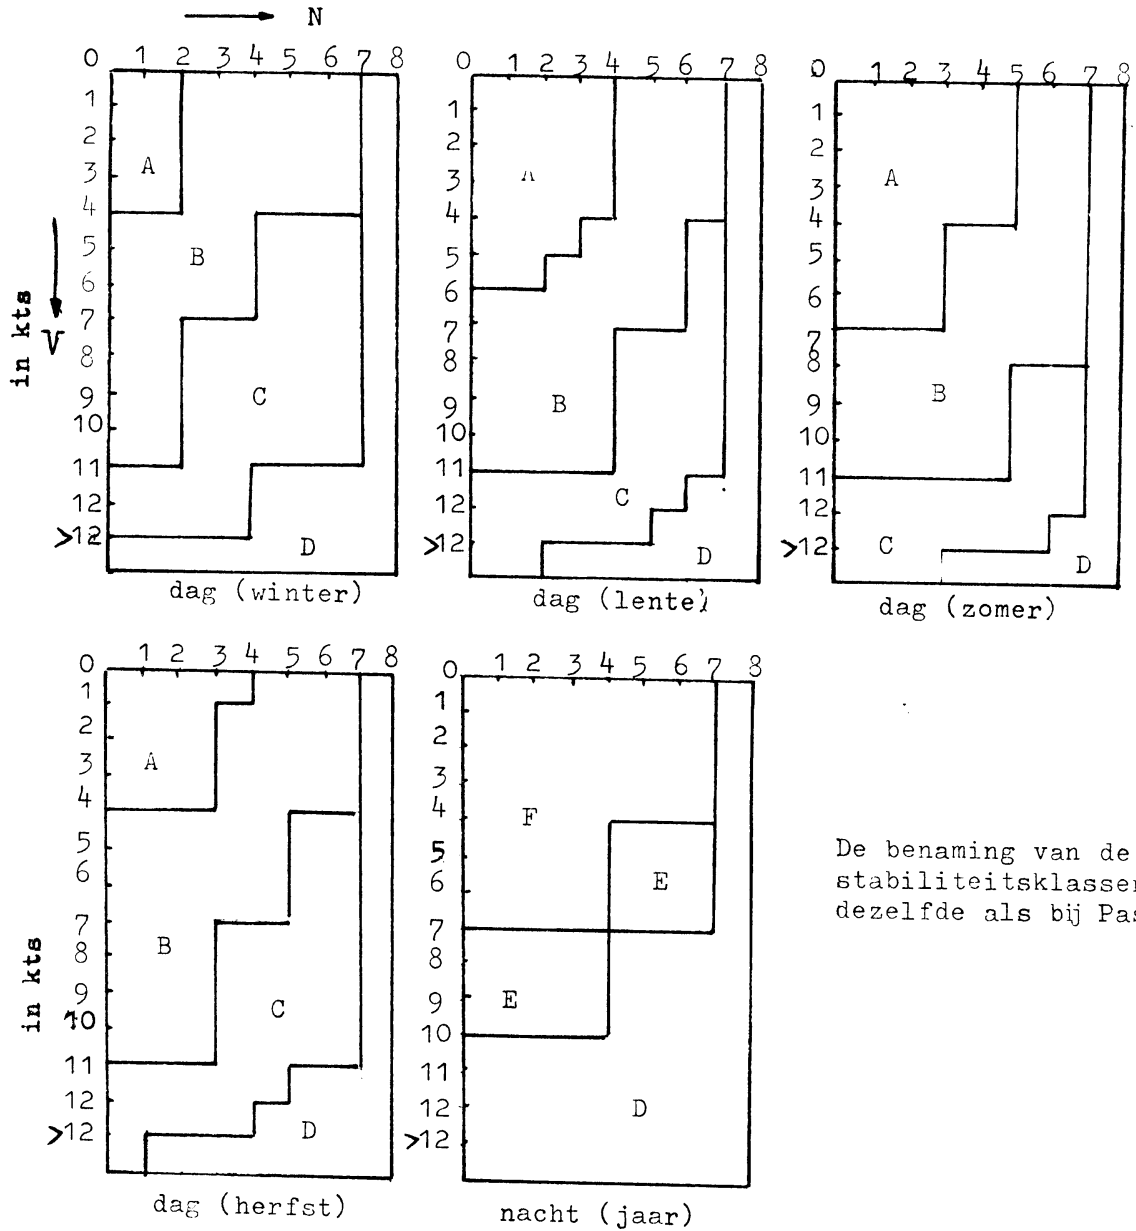 N
0 1 2 3 4 5 6 7 8
1
2
3
4
5
6
7
8
9
10
11
12
>12
in kts
V
A
B
C
D
dag (winter)
0 1 2 3 4 5 6 7 8
1
2
3
4
5
6
7
8
9
10
11
12
>12
A
B
C
D
dag (lente)
0 1 2 3 4 5 6 7 8
1
2
3
4
5
6
7
8
9
10
11
12
>12
A
B
C
D
dag (zomer)
0 1 2 3 4 5 6 7 8
1
2
3
4
5
6
7
8
9
10
11
12
>12
in kts
A
B
C
D
dag (herfst)
0 1 2 3 4 5 6 7 8
1
2
3
4
5
6
7
8
9
10
11
12
>12
F
E
E
D
nacht (jaar)
De benaming van de
stabiliteitsklassen
dezelfde als bij Pas